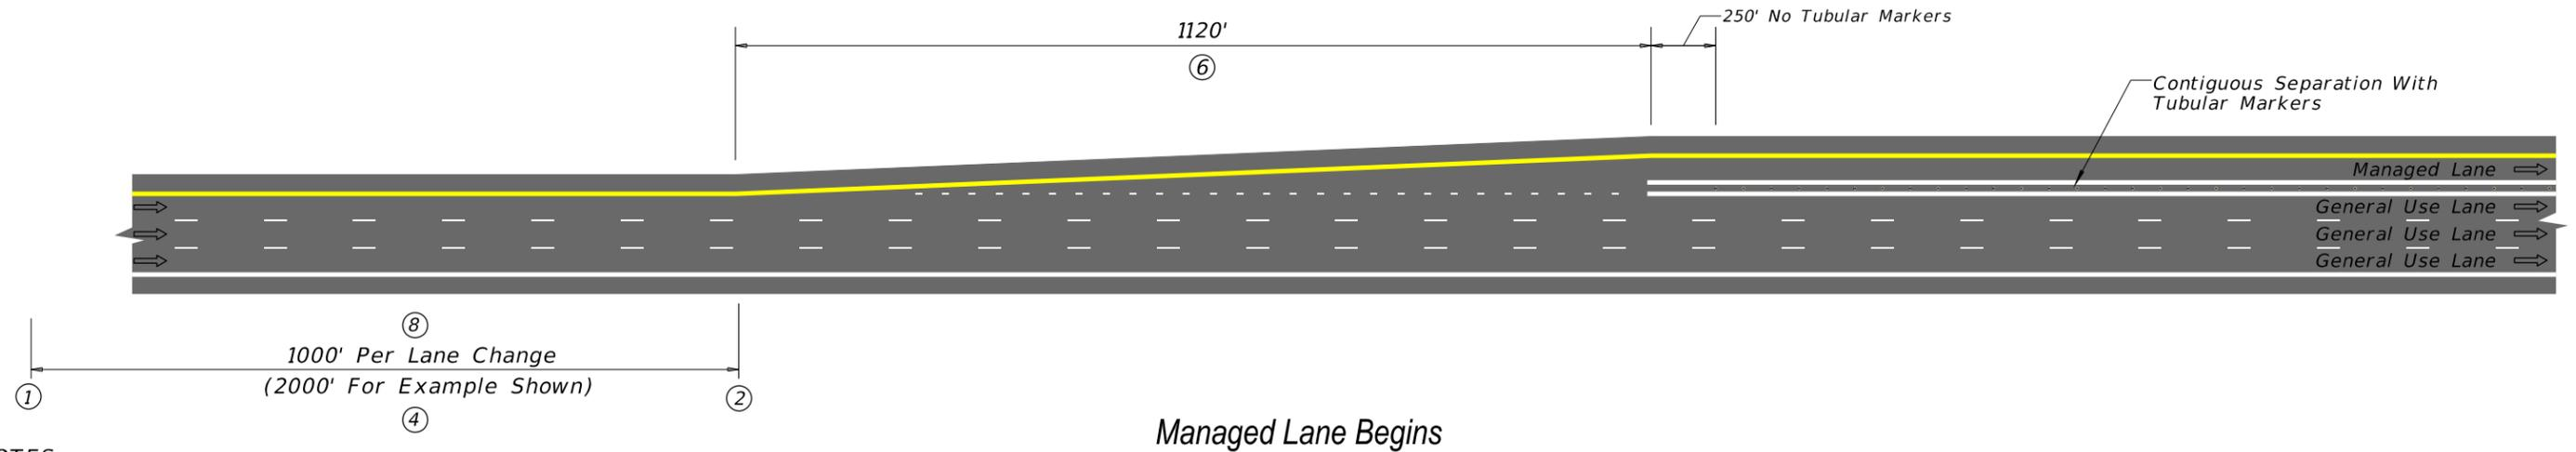 1120'
6
250' No Tubular Markers
Contiguous Separation With
Tubular Markers
Managed Lane
General Use Lane
General Use Lane
General Use Lane
8
1000' Per Lane Change
(2000' For Example Shown)
1
2
4
Managed Lane Begins